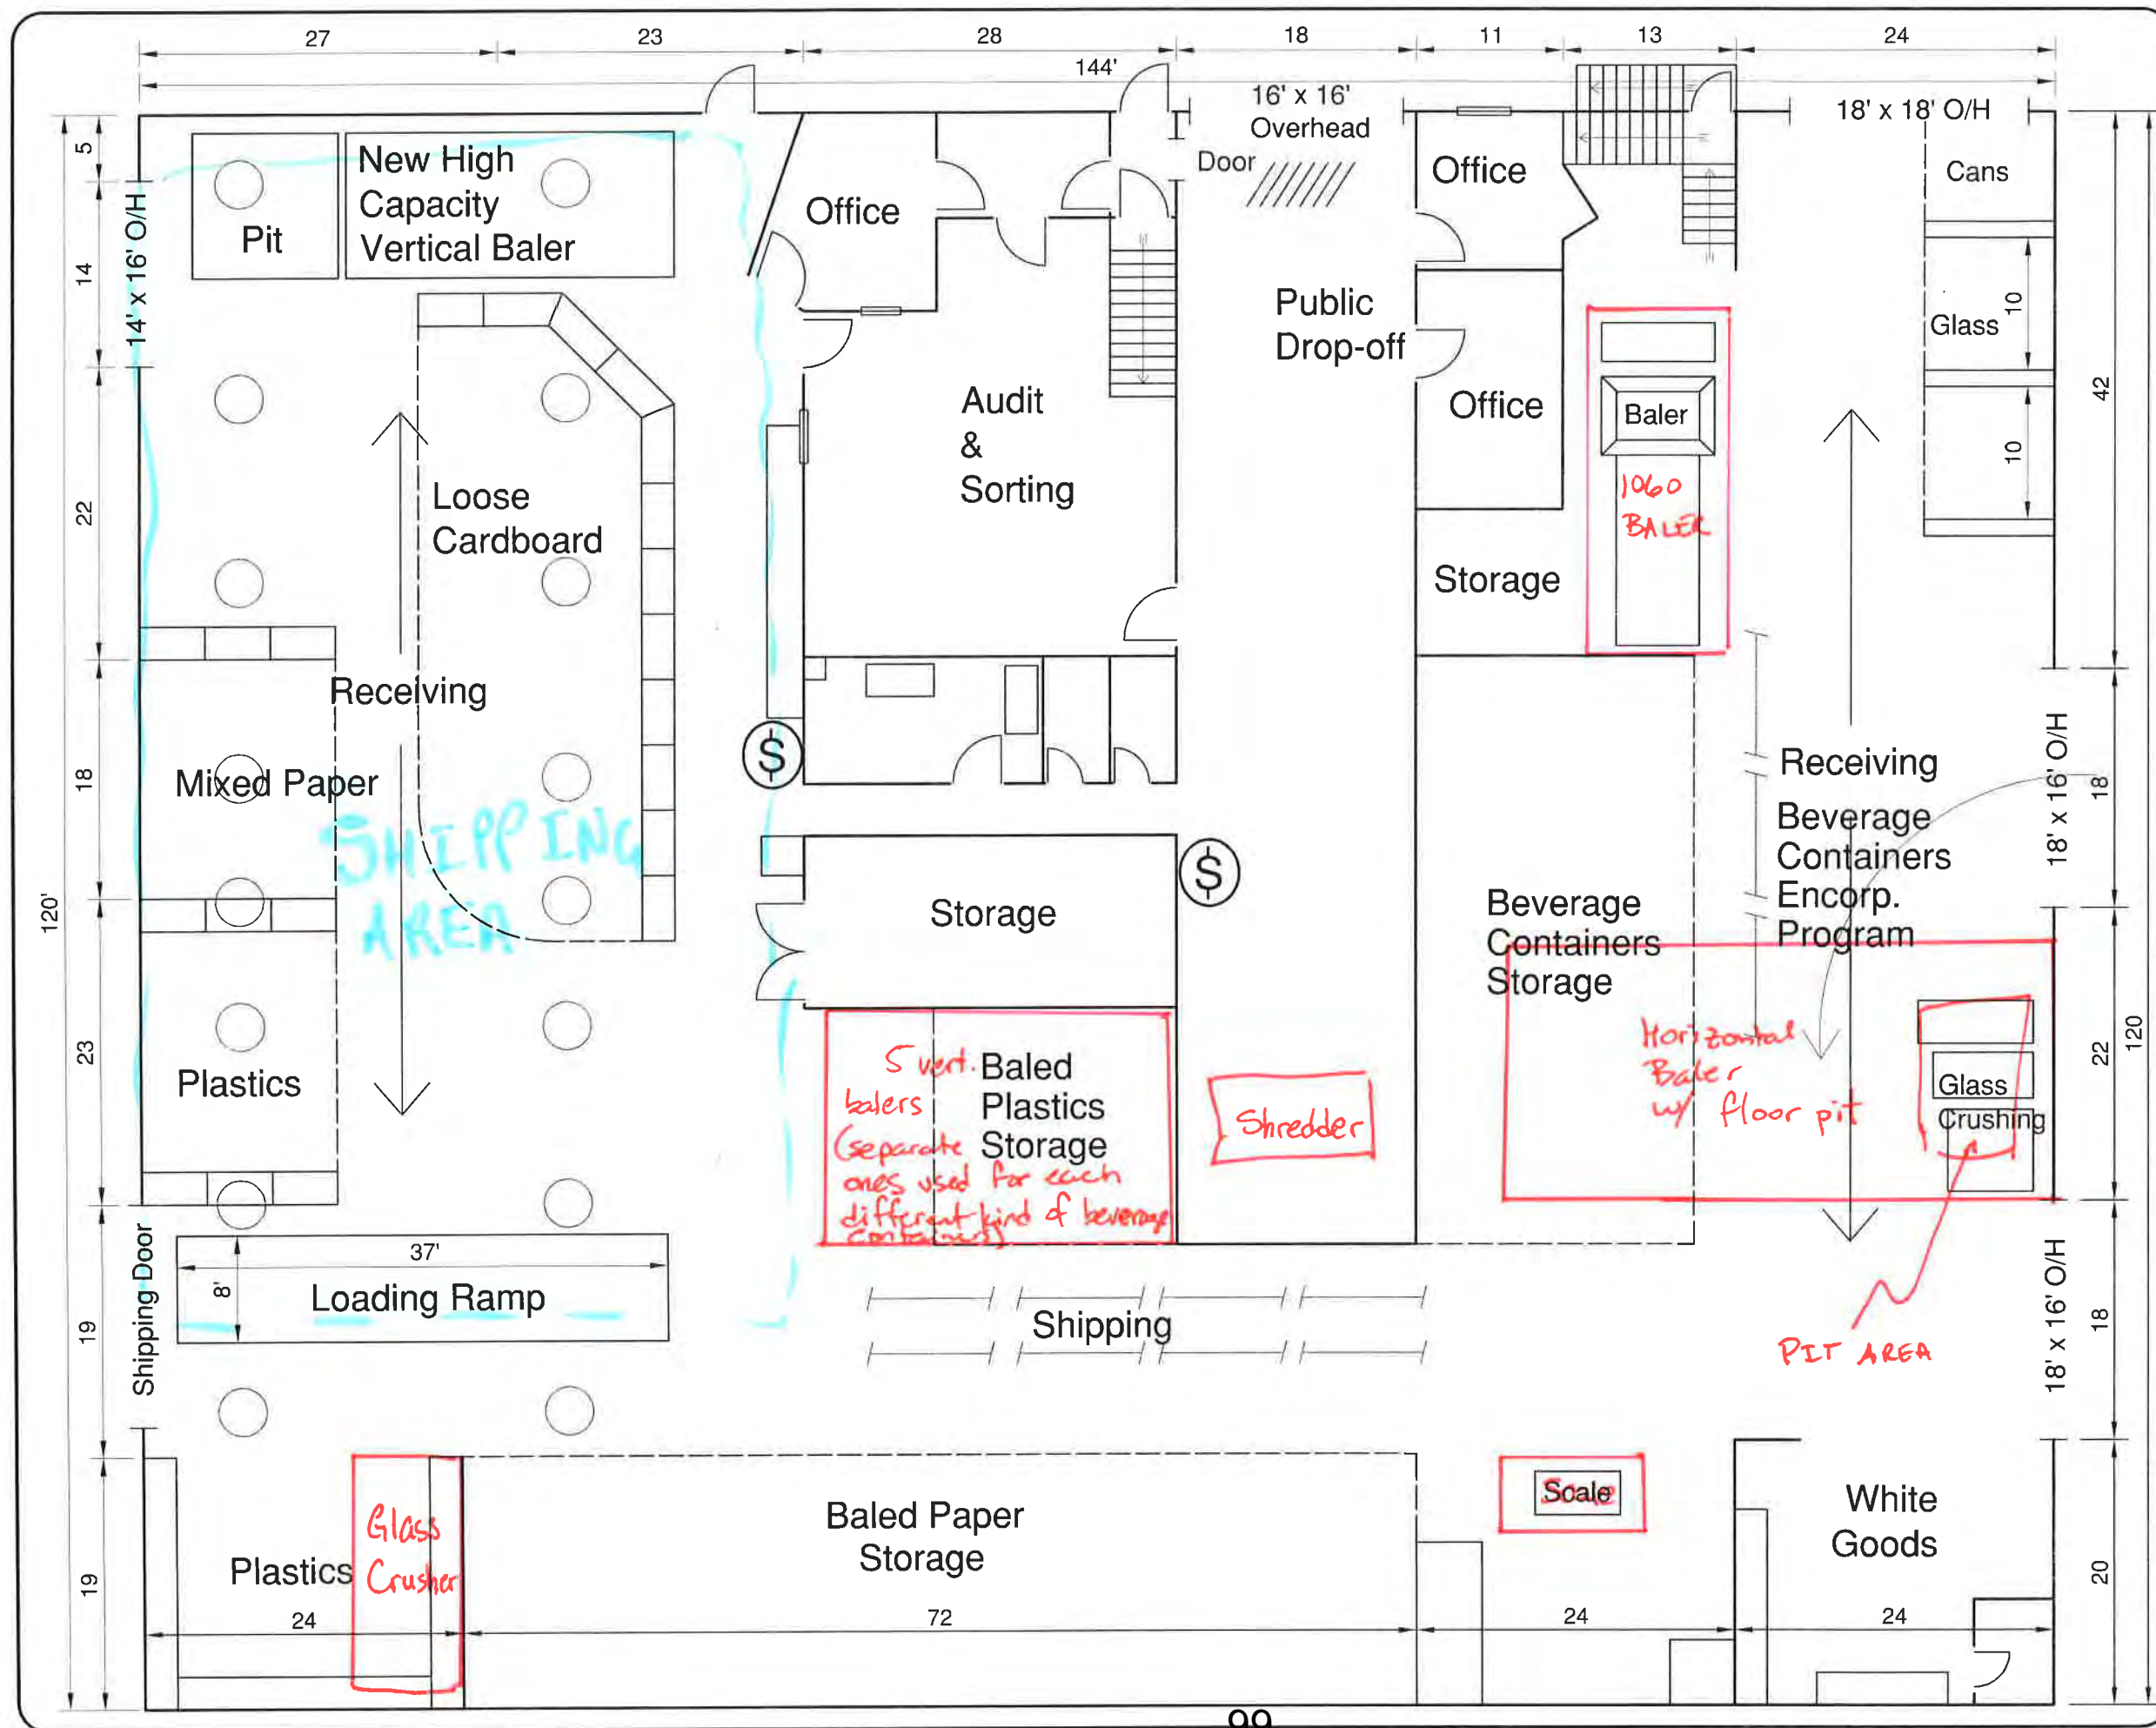 27
23
28
18
11
13
24
144'
16' x 16'
Overhead
Door
18' x 18' O/H
5
14
14' x 16' O/H
22
18
23
19
19
120'
Pit
New High
Capacity
Vertical Baler
Office
Office
Office
Cans
Glass
10
10
42
Public
Drop-off
Audit
&
Sorting
Baler
1060
BALER
Loose
Cardboard
Storage
Receiving
Mixed Paper
SHIPPING
AREA
$
$
Storage
Receiving
Beverage
Containers
Encorp.
Program
18' x 16' O/H
18
Beverage
Containers
Storage
Plastics
5 vert.
balers
(separate
ones used for each
different kind of beverage
containers)
Baled
Plastics
Storage
Shredder
Horizontal
Baler
w/ floor pit
Glass
Crushing
22
120
Shipping Door
37'
8'
Loading Ramp
Shipping
PIT AREA
18' x 16' O/H
18
Plastics
24
Glass
Crusher
Baled Paper
Storage
72
Scale
Scale
24
White
Goods
24
20
99